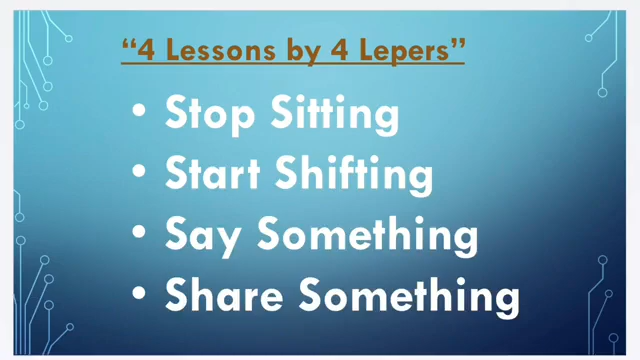 “4 Lessons by 4 Lepers”
• Stop Sitting
• Start Shifting
• Say Something
• Share Something